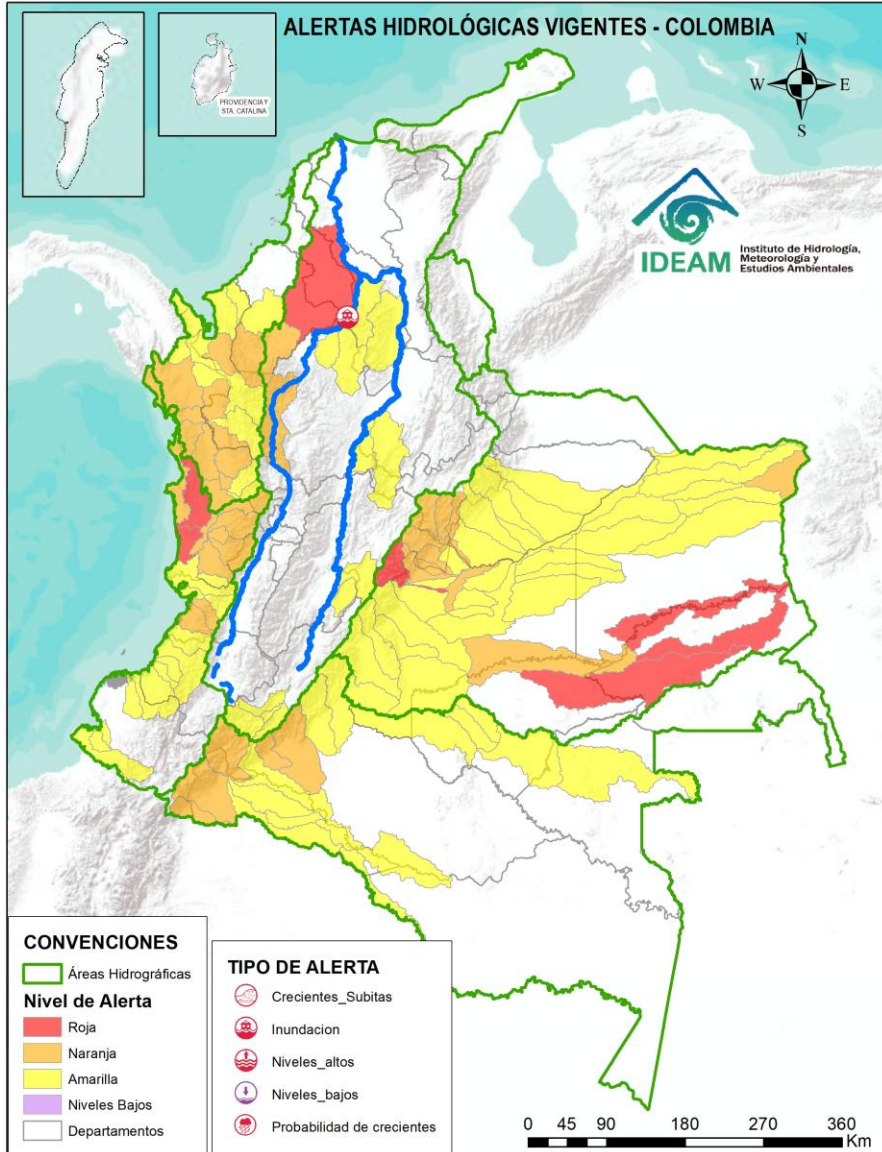 ALERTAS HIDROLÓGICAS VIGENTES - COLOMBIA
PROVIDENCIA Y
STA. CATALINA
N
W
E
S
IDEAM
Instituto de Hidrología,
Meteorología y
Estudios Ambientales
CONVENCIONES
Áreas Hidrográficas
Nivel de Alerta
Roja
Naranja
Amarilla
Niveles Bajos
Departamentos
TIPO DE ALERTA
Crecientes_Subitas
Inundacion
Niveles_altos
Niveles_bajos
Probabilidad de crecientes
0 45 90 180 270 360
Km